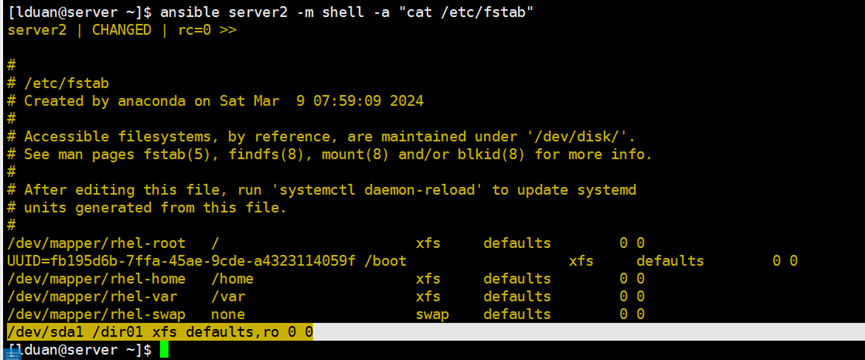 [lduan@server ~]$ ansible server2 -m shell -a "cat /etc/fstab"
server2 | CHANGED | rc=0 >>
#
# /etc/fstab
# Created by anaconda on Sat Mar  9 07:59:09 2024
#
# Accessible filesystems, by reference, are maintained under '/dev/disk/'.
# See man pages fstab(5), findfs(8), mount(8) and/or blkid(8) for more info.
#
# After editing this file, run 'systemctl daemon-reload' to update systemd
# units generated from this file.
#
/dev/mapper/rhel-root   /                       xfs     defaults        0 0
UUID=fb195d6b-7ffa-45ae-9cde-a4323114059f /boot                   xfs     defaults        0 0
/dev/mapper/rhel-home   /home                   xfs     defaults        0 0
/dev/mapper/rhel-var    /var                    xfs     defaults        0 0
/dev/mapper/rhel-swap   none                    swap    defaults        0 0
/dev/sda1 /dir01 xfs defaults,ro 0 0
[lduan@server ~]$